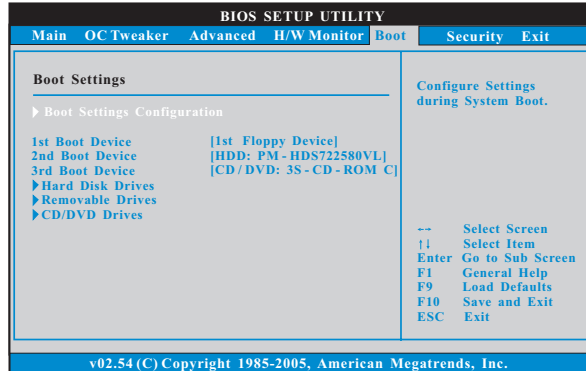 BIOS SETUP UTILITY
Main OC Tweaker Advanced H/W Monitor Boot Security Exit
Boot Settings
Boot Settings Configuration
1st Boot Device [1st Floppy Device]
2nd Boot Device [HDD: PM-HDS722580VL]
3rd Boot Device [CD/DVD: 3S-CD-ROM C]
Hard Disk Drives
Removable Drives
CD/DVD Drives
Configure Settings
during System Boot.
←→ Select Screen
↑↓ Select Item
Enter Go to Sub Screen
F1 General Help
F9 Load Defaults
F10 Save and Exit
ESC Exit
v02.54 (C) Copyright 1985-2005, American Megatrends, Inc.